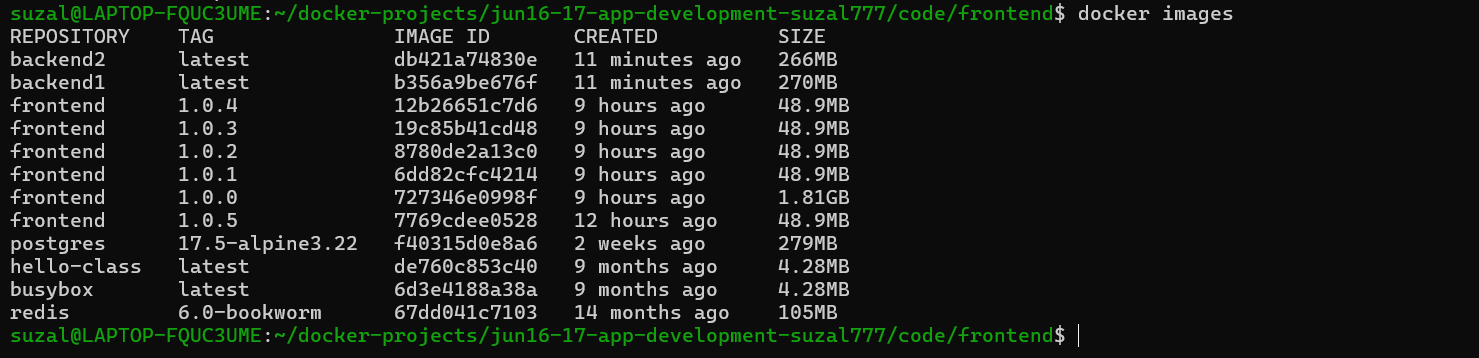 suzal@LAPTOP-FQUC3UME:~/docker-projects/jun16-17-app-development-suzal777/code/frontend$ docker images
REPOSITORY    TAG               IMAGE ID       CREATED          SIZE
backend2      latest            db421a74830e   11 minutes ago   266MB
backend1      latest            b356a9be676f   11 minutes ago   270MB
frontend      1.0.4             12b26651c7d6   9 hours ago      48.9MB
frontend      1.0.3             19c85b41cd48   9 hours ago      48.9MB
frontend      1.0.2             8780de2a13c0   9 hours ago      48.9MB
frontend      1.0.1             6dd82cfc4214   9 hours ago      48.9MB
frontend      1.0.0             727346e0998f   9 hours ago      1.81GB
frontend      1.0.5             7769cdee0528   12 hours ago     48.9MB
postgres      17.5-alpine3.22   f40315d0e8a6   2 weeks ago      279MB
hello-class   latest            de760c853c40   9 months ago     4.28MB
busybox       latest            6d3e4188a38a   9 months ago     4.28MB
redis         6.0-bookworm      67dd041c7103   14 months ago    105MB
suzal@LAPTOP-FQUC3UME:~/docker-projects/jun16-17-app-development-suzal777/code/frontend$